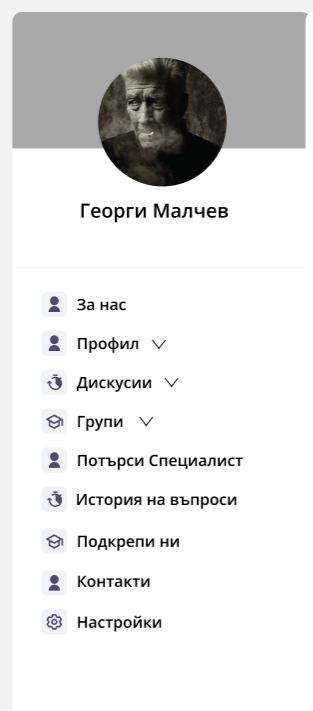 Георги Малчев
За нас
Профил
Дискусии
Групи
Потърси Специалист
История на въпроси
Подкрепи ни
Контакти
Настройки